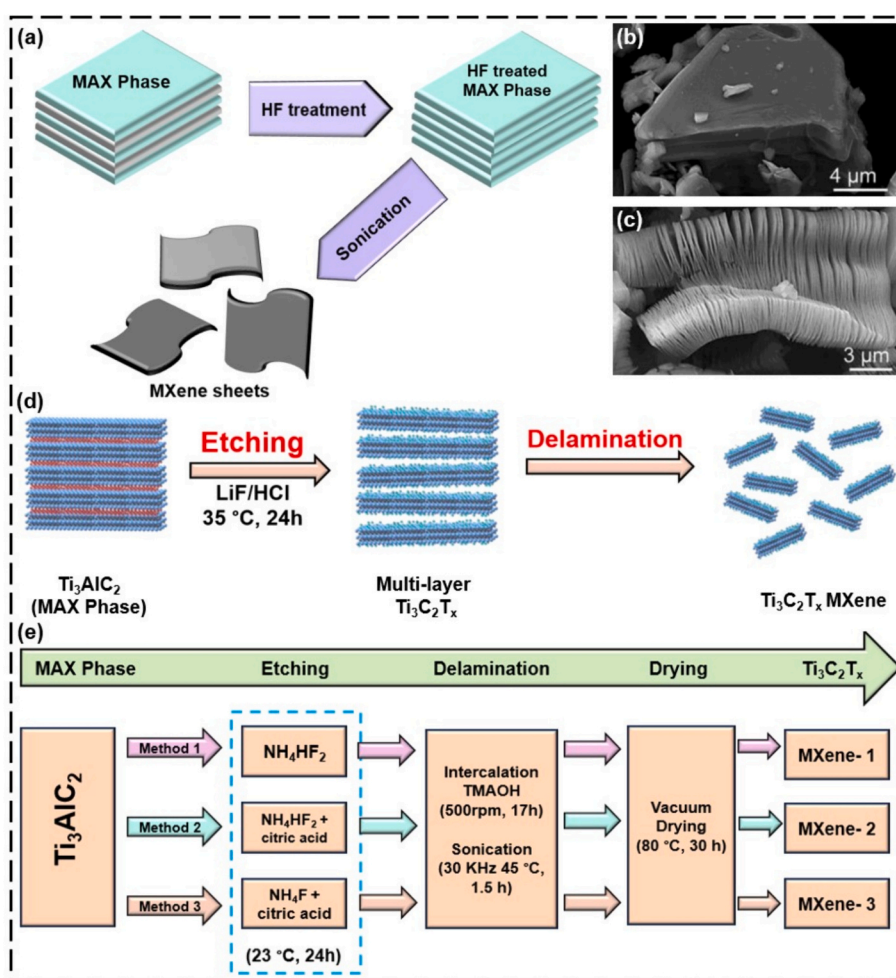 (a)
MAX Phase
HF treatment
HF treated
MAX Phase
Sonication
MXene sheets
(b)
4 µm
(c)
3 µm
(d)
Etching
LiF/HCl
35 °C, 24h
Delamination
Ti₃AlC₂
(MAX Phase)
Multi-layer
Ti₃C₂Tₓ
Ti₃C₂Tₓ MXene
(e)
MAX Phase
Etching
Delamination
Drying
Ti₃C₂Tₓ
Ti₃AlC₂
Method 1
Method 2
Method 3
NH₄HF₂
NH₄HF₂ +
citric acid
NH₄F +
citric acid
(23 °C, 24h)
Intercalation
TMAOH
(500rpm, 17h)
Sonication
(30 KHz 45 °C,
1.5 h)
Vacuum
Drying
(80 °C, 30 h)
MXene- 1
MXene- 2
MXene- 3